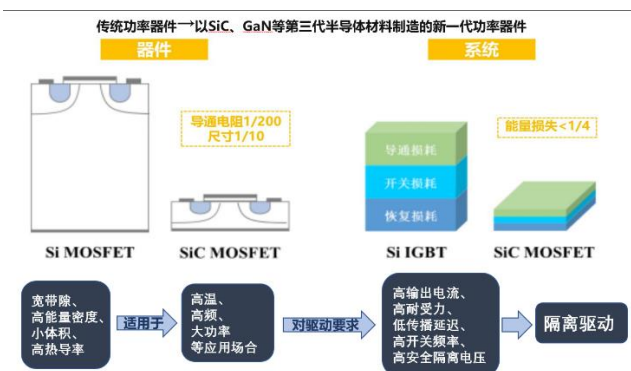 传统功率器件→以SiC、GaN等第三代半导体材料制造的新一代功率器件
器件
系统
导通电阻1/200
尺寸1/10
能量损失<1/4
导通损耗
开关损耗
恢复损耗
Si MOSFET
SiC MOSFET
Si IGBT
SiC MOSFET
宽带隙、
高能量密度、
小体积、
高热导率
适用于
高温、
高频、
大功率
等应用场合
对驱动要求
高输出电流、
高耐受力、
低传播延迟、
高开关频率、
高安全隔离电压
隔离驱动